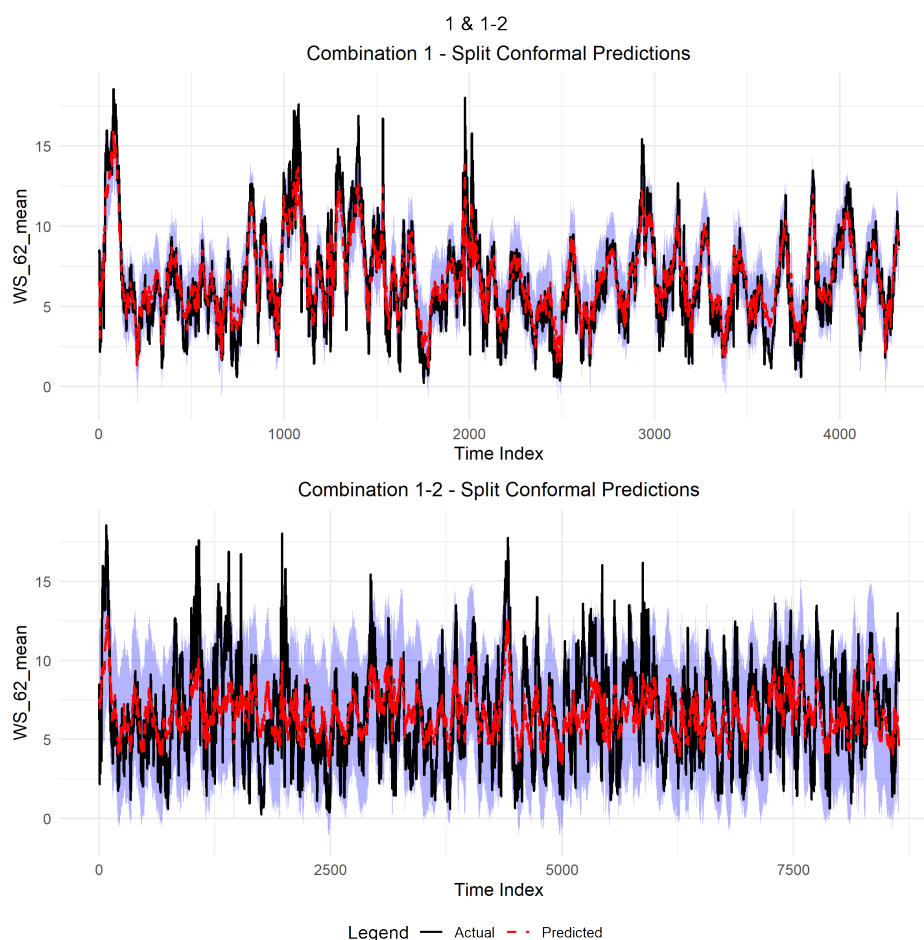 1 & 1-2
Combination 1 - Split Conformal Predictions
WS_62_mean
15
10
5
0
0 1000 2000 3000 4000
Time Index
Combination 1-2 - Split Conformal Predictions
WS_62_mean
15
10
5
0
0 2500 5000 7500
Time Index
Legend Actual Predicted